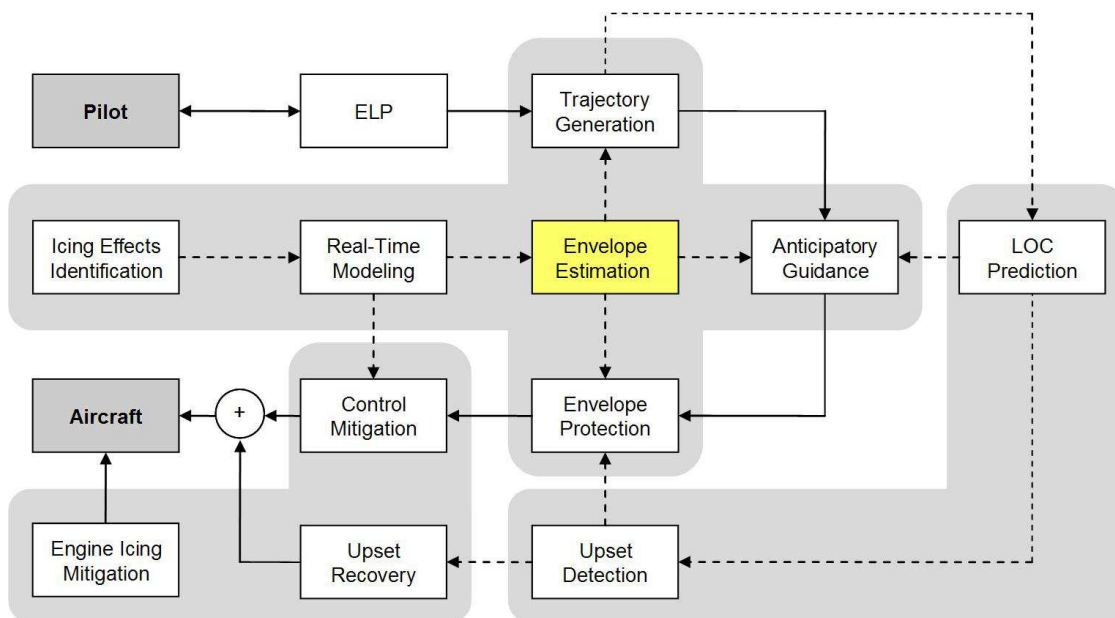 Pilot
ELP
Trajectory
Generation
Icing Effects
Identification
Real-Time
Modeling
Envelope
Estimation
Anticipatory
Guidance
LOC
Prediction
Aircraft
+
Control
Mitigation
Envelope
Protection
Engine Icing
Mitigation
Upset
Recovery
Upset
Detection